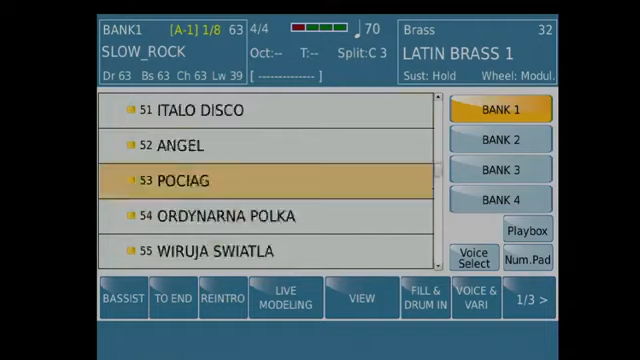 BANK1 [A-1] 1/8 63
SLOW_ROCK
Dr 63 Bs 63 Ch 63 Lw 39
4/4 70
Oct:-- T:-- Split:C 3
[ -------------- ]
Brass 32
LATIN BRASS 1
Sust: Hold Wheel: Modul.
51 ITALO DISCO
52 ANGEL
53 POCIAG
54 ORDYNARNA POLKA
55 WIRUJA SWIATLA
BANK 1
BANK 2
BANK 3
BANK 4
Playbox
Voice
Select
Num.Pad
BASSIST
TO END
REINTRO
LIVE
MODELING
VIEW
FILL &
DRUM IN
VOICE &
VARI
1/3 >